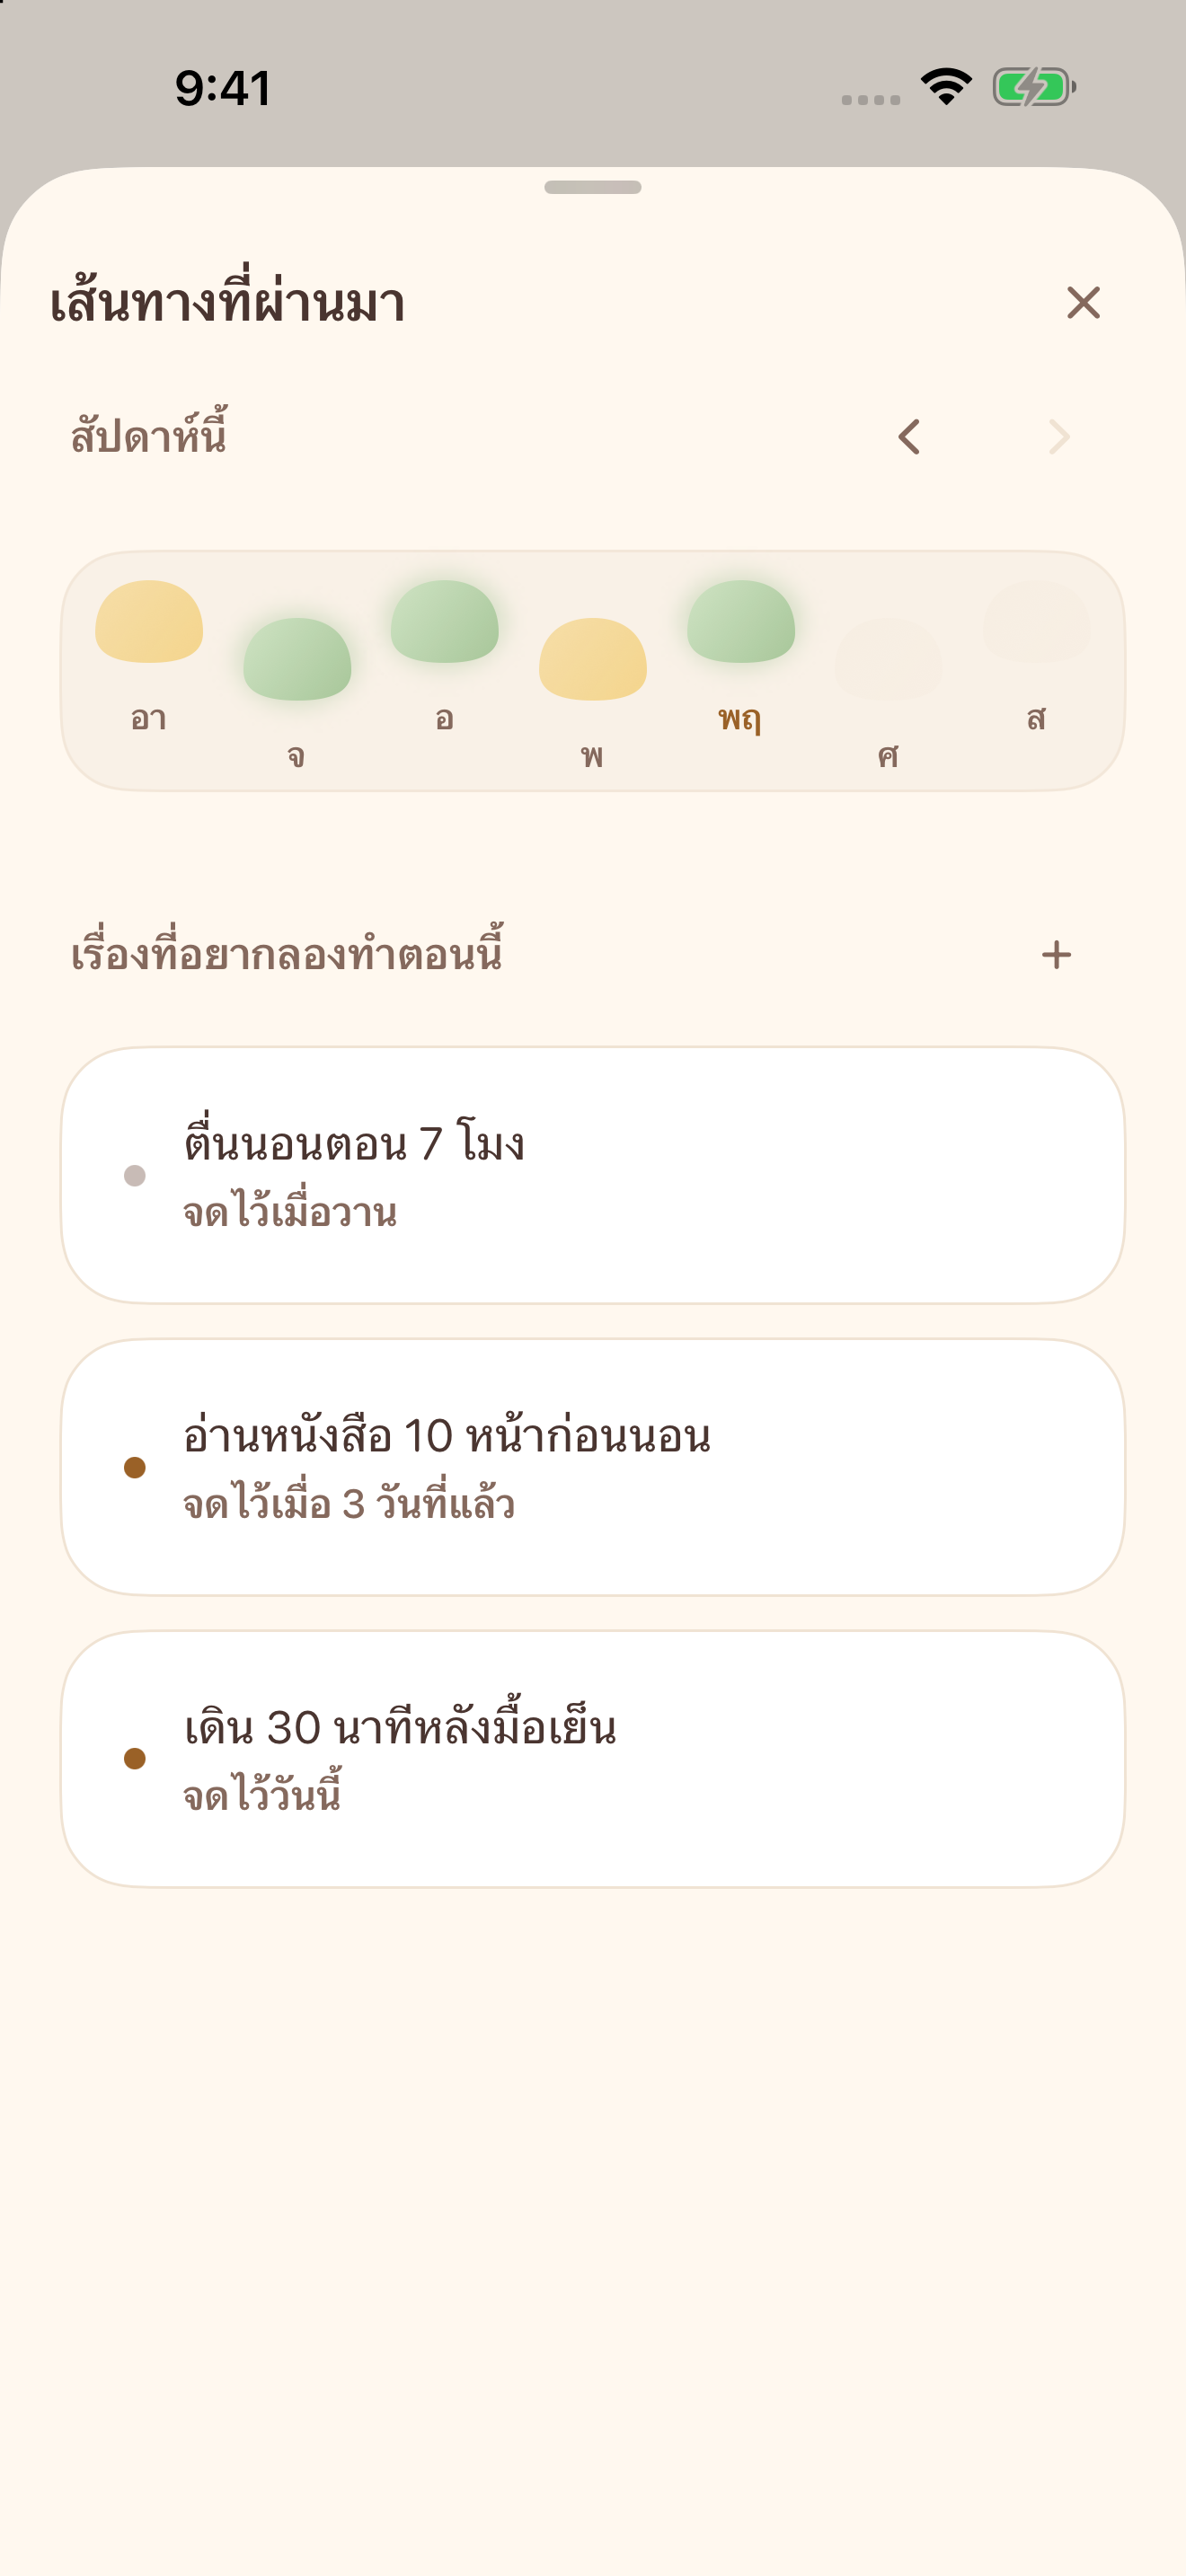 9:41
เส้นทางที่ผ่านมา
สัปดาห์นี้
อา
จ
อ
พ
พฤ
ศ
ส
เรื่องที่อยากลองทำตอนนี้
ตื่นนอนตอน 7 โมง
จดไว้เมื่อวาน
อ่านหนังสือ 10 หน้าก่อนนอน
จดไว้เมื่อ 3 วันที่แล้ว
เดิน 30 นาทีหลังมื้อเย็น
จดไว้วันนี้